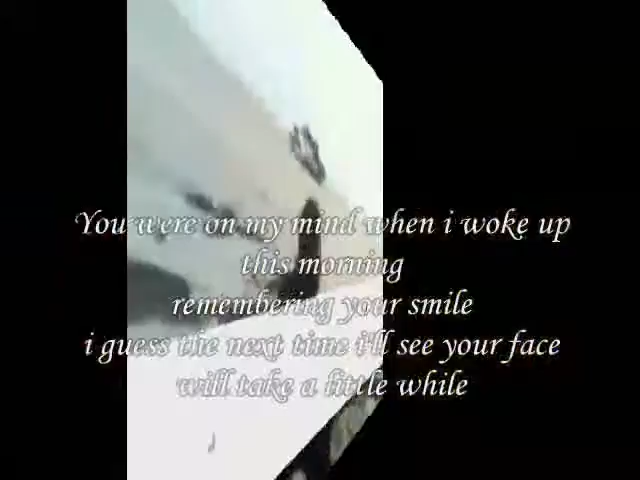 You were on my mind when i woke up
this morning
remembering your smile
i guess the next time i'll see your face
will take a little while